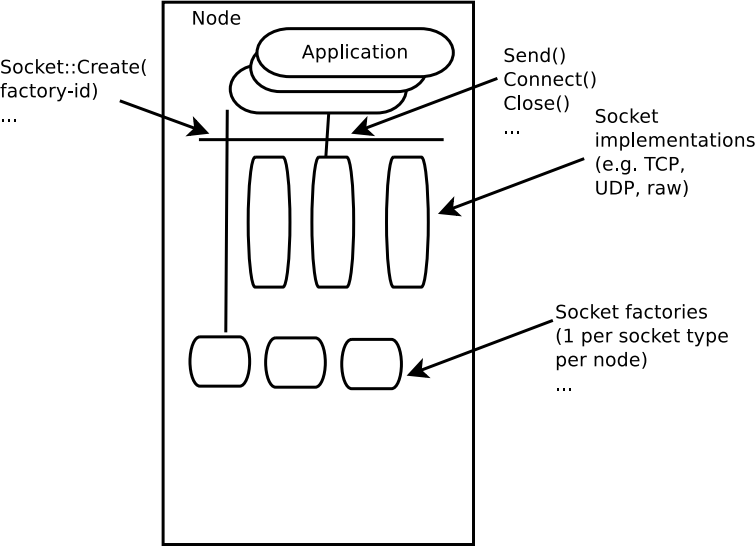 Node
Application
Socket::Create(
factory-id)
...
Send()
Connect()
Close()
...
Socket
implementations
(e.g. TCP,
UDP, raw)
Socket factories
(1 per socket type
per node)
...